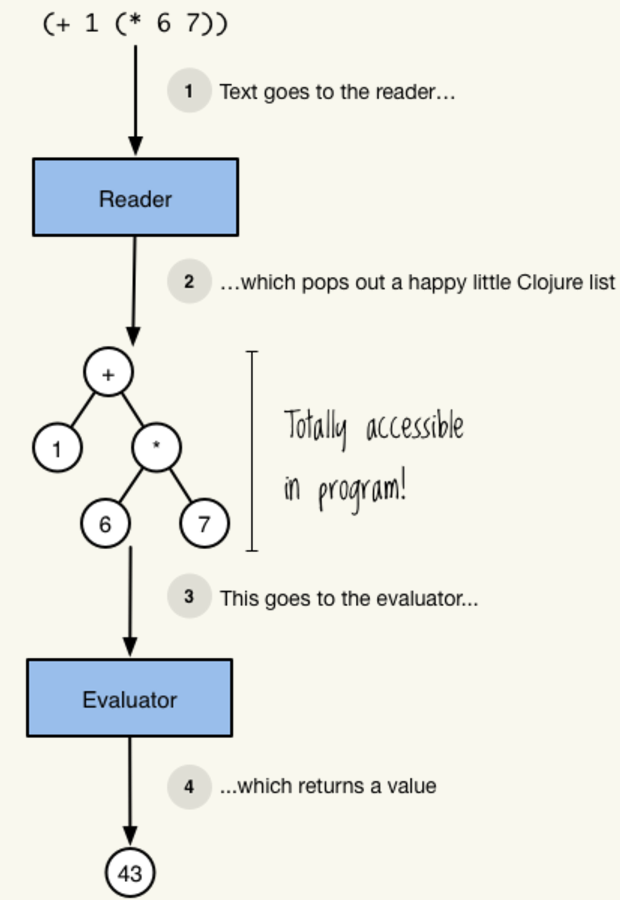 (+ 1 (* 6 7))
1 Text goes to the reader…
Reader
2 …which pops out a happy little Clojure list
+
1 *
6 7
Totally accessible
in program!
3 This goes to the evaluator...
Evaluator
4 ...which returns a value
43